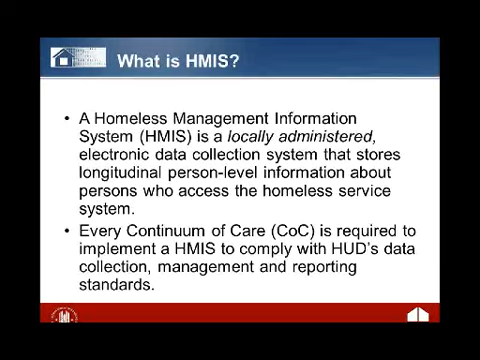 What is HMIS?
• A Homeless Management Information
System (HMIS) is a locally administered,
electronic data collection system that stores
longitudinal person-level information about
persons who access the homeless service
system.
• Every Continuum of Care (CoC) is required to
implement a HMIS to comply with HUD's data
collection, management and reporting
standards.